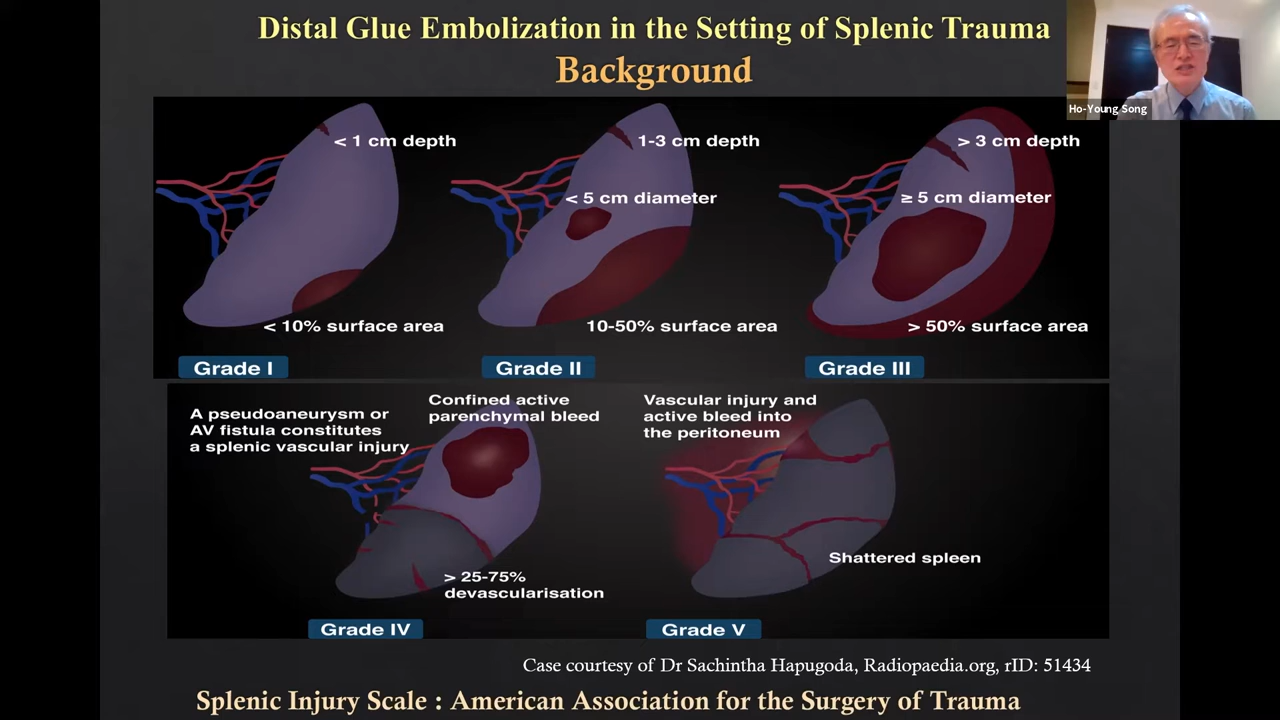 Distal Glue Embolization in the Setting of Splenic Trauma
Background
Ho-Young Song
< 1 cm depth
< 10% surface area
Grade I
1-3 cm depth
< 5 cm diameter
10-50% surface area
Grade II
> 3 cm depth
≥ 5 cm diameter
> 50% surface area
Grade III
A pseudoaneurysm or
AV fistula constitutes
a splenic vascular injury
Confined active
parenchymal bleed
> 25-75%
devascularisation
Grade IV
Vascular injury and
active bleed into
the peritoneum
Shattered spleen
Grade V
Case courtesy of Dr Sachintha Hapugoda, Radiopaedia.org, rID: 51434
Splenic Injury Scale : American Association for the Surgery of Trauma